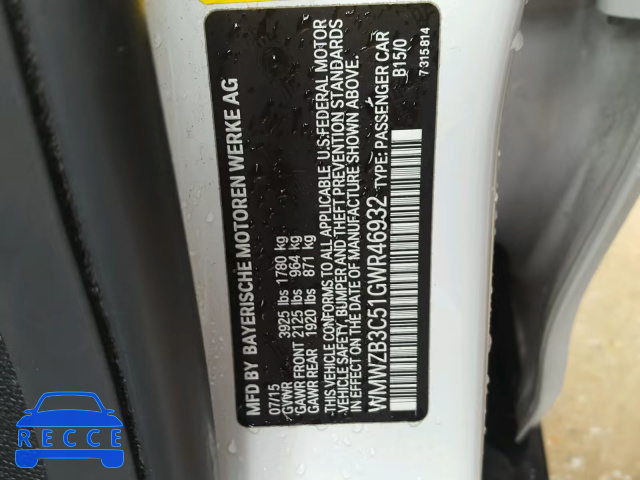 MFD BY BAYERISCHE MOTOREN WERKE AG
07/15
GVWR 3925 lbs 1780 kg
GAWR FRONT 2125 lbs 964 kg
GAWR REAR 1920 lbs 871 kg
-THIS VEHICLE CONFORMS TO ALL APPLICABLE U.S-FEDERAL MOTOR
VEHICLE SAFETY, BUMPER AND THEFT PREVENTION STANDARDS
IN EFFECT ON THE DATE OF MANUFACTURE SHOWN ABOVE.
WMWZB3C51GWR46932 TYPE: PASSENGER CAR
B15/0
7 315 814
RECCE